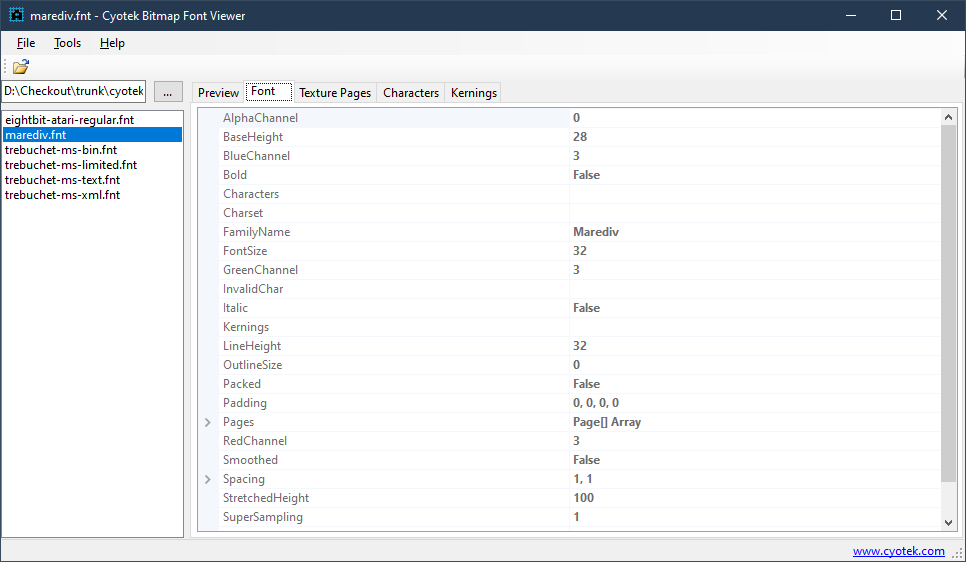 marediv.fnt - Cyotek Bitmap Font Viewer
File Tools Help
D:\Checkout\trunk\cyotek ...
eightbit-atari-regular.fnt
marediv.fnt
trebuchet-ms-bin.fnt
trebuchet-ms-limited.fnt
trebuchet-ms-text.fnt
trebuchet-ms-xml.fnt
Preview Font Texture Pages Characters Kernings
AlphaChannel 0
BaseHeight 28
BlueChannel 3
Bold False
Characters
Charset
FamilyName Marediv
FontSize 32
GreenChannel 3
InvalidChar
Italic False
Kernings
LineHeight 32
OutlineSize 0
Packed False
Padding 0, 0, 0, 0
Pages Page[] Array
RedChannel 3
Smoothed False
Spacing 1, 1
StretchedHeight 100
SuperSampling 1
www.cyotek.com